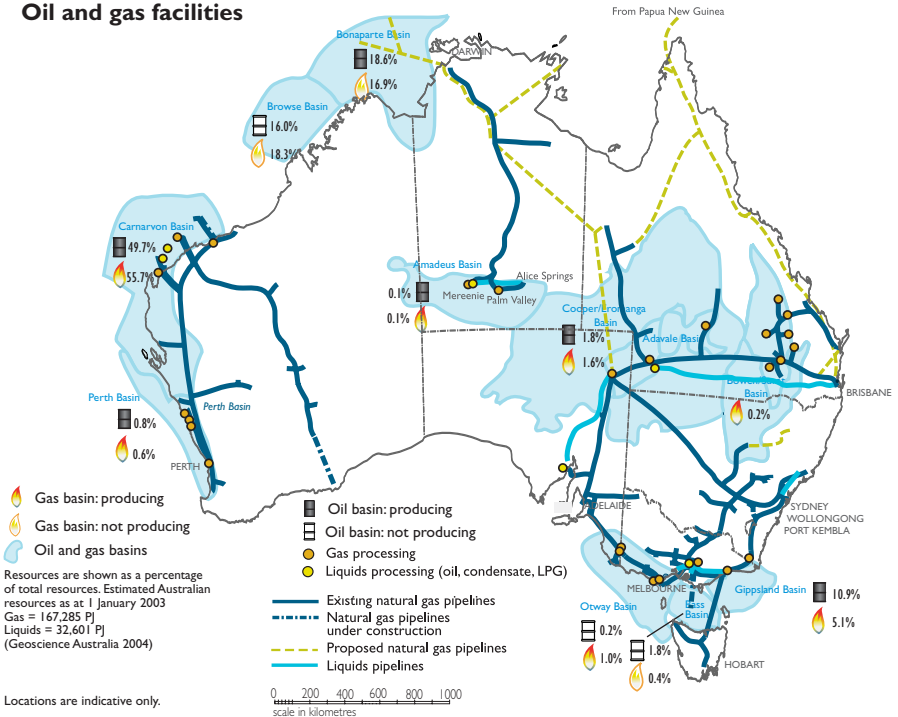 Oil and gas facilities
From Papua New Guinea
Bonaparte Basin
DARWIN
18.6%
16.9%
Browse Basin
16.0%
18.3%
Carnarvon Basin
49.7%
55.7%
Amadeus Basin
Alice Springs
0.1%
Mereenie
Palm Valley
0.1%
Cooper/Eromanga
Basin
1.8%
1.6%
Adavale Basin
Bowen/Surat
Basin
0.2%
BRISBANE
Perth Basin
0.8%
0.6%
Perth Basin
PERTH
ADELAIDE
SYDNEY
WOLLONGONG
PORT KEMBLA
MELBOURNE
Gippsland Basin
10.9%
5.1%
Otway Basin
0.2%
1.0%
Bass
Basin
1.8%
0.4%
HOBART
Gas basin: producing
Gas basin: not producing
Oil and gas basins
Resources are shown as a percentage
of total resources. Estimated Australian
resources as at 1 January 2003
Gas = 167,285 PJ
Liquids = 32,601 PJ
(Geoscience Australia 2004)
Locations are indicative only.
Oil basin: producing
Oil basin: not producing
Gas processing
Liquids processing (oil, condensate, LPG)
Existing natural gas pipelines
Natural gas pipelines
under construction
Proposed natural gas pipelines
Liquids pipelines
0 200 400 600 800 1000
scale in kilometres